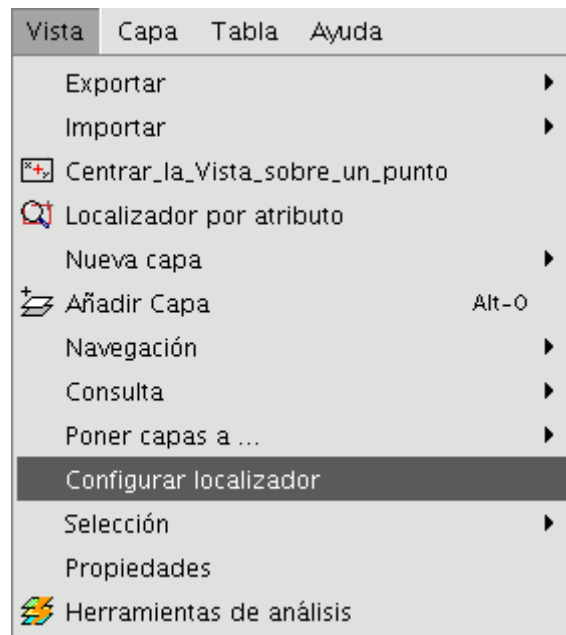 Vista Capa Tabla Ayuda
Exportar
Importar
Centrar_la_Vista_sobre_un_punto
Localizador por atributo
Nueva capa
Añadir Capa Alt-O
Navegación
Consulta
Poner capas a ...
Configurar localizador
Selección
Propiedades
Herramientas de análisis